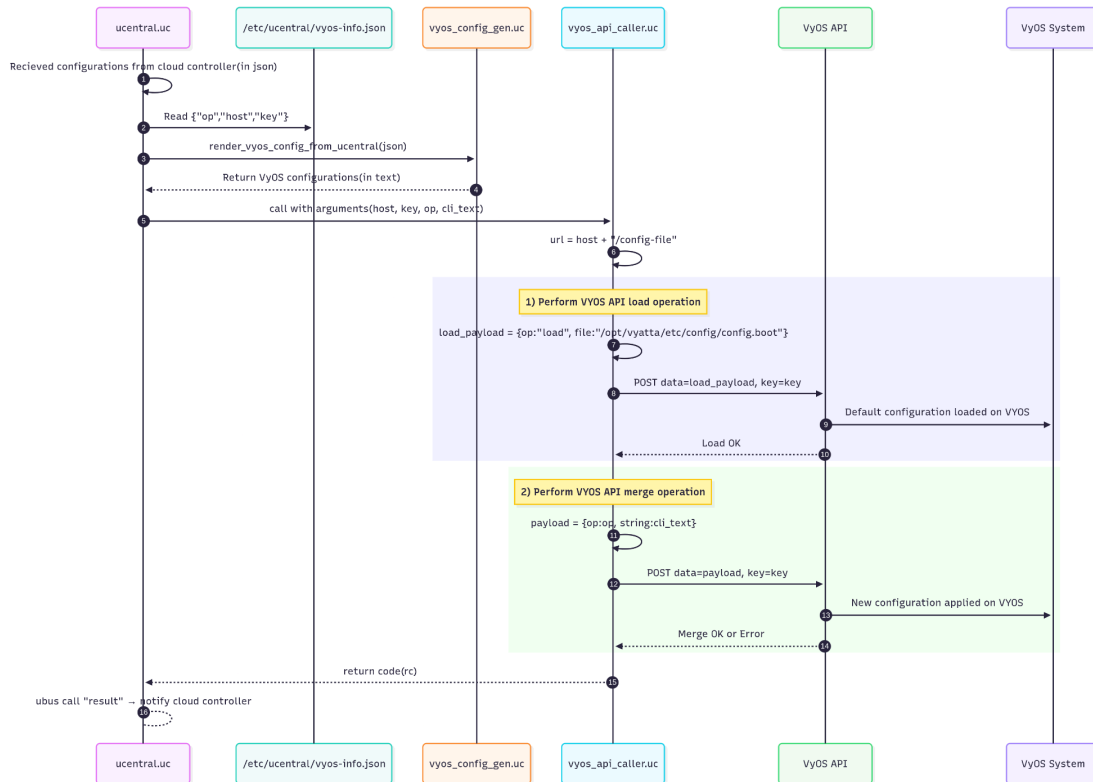 ucentral.uc
/etc/ucentral/vyos-info.json
vyos_config_gen.uc
vyos_api_caller.uc
VyOS API
VyOS System
Recieved configurations from cloud controller(in json)
1
Read {"op","host","key"}
2
render_vyos_config_from_ucentral(json)
3
Return VyOS configurations(in text)
4
call with arguments(host, key, op, cli_text)
5
url = host + "/config-file"
6
1) Perform VYOS API load operation
load_payload = {op:"load", file:"/opt/vyatta/etc/config/config.boot"}
7
POST data=load_payload, key=key
8
Default configuration loaded on VYOS
9
Load OK
10
2) Perform VYOS API merge operation
payload = {op:op, string:cli_text}
11
POST data=payload, key=key
12
New configuration applied on VYOS
13
Merge OK or Error
14
return code(rc)
15
ubus call "result" → notify cloud controller
16
ucentral.uc
/etc/ucentral/vyos-info.json
vyos_config_gen.uc
vyos_api_caller.uc
VyOS API
VyOS System